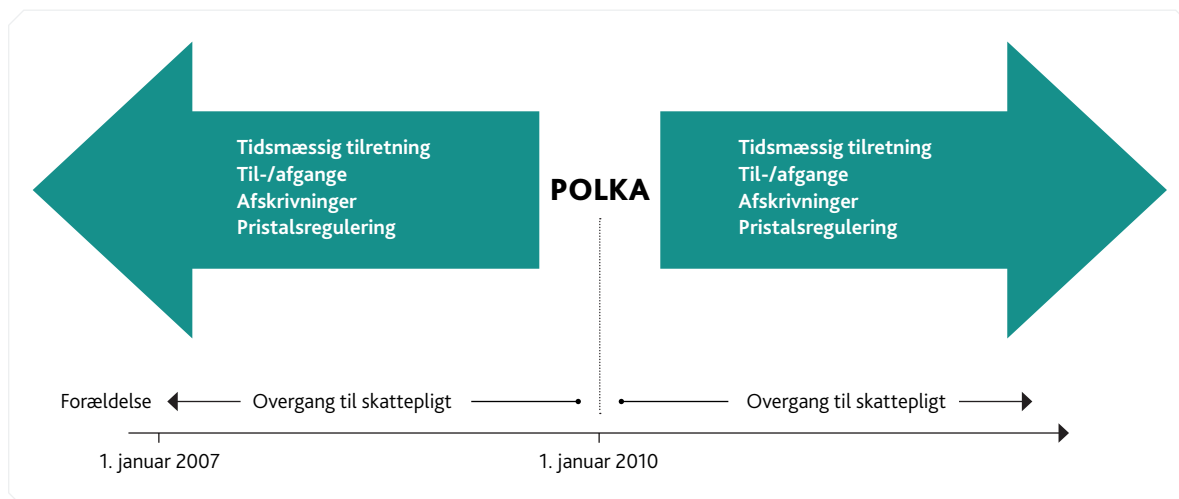 Tidsmæssig tilretning
Til-/afgange
Afskrivninger
Pristalsregulering
POLKA
Tidsmæssig tilretning
Til-/afgange
Afskrivninger
Pristalsregulering
Forældelse
Overgang til skattepligt
Overgang til skattepligt
1. januar 2007
1. januar 2010